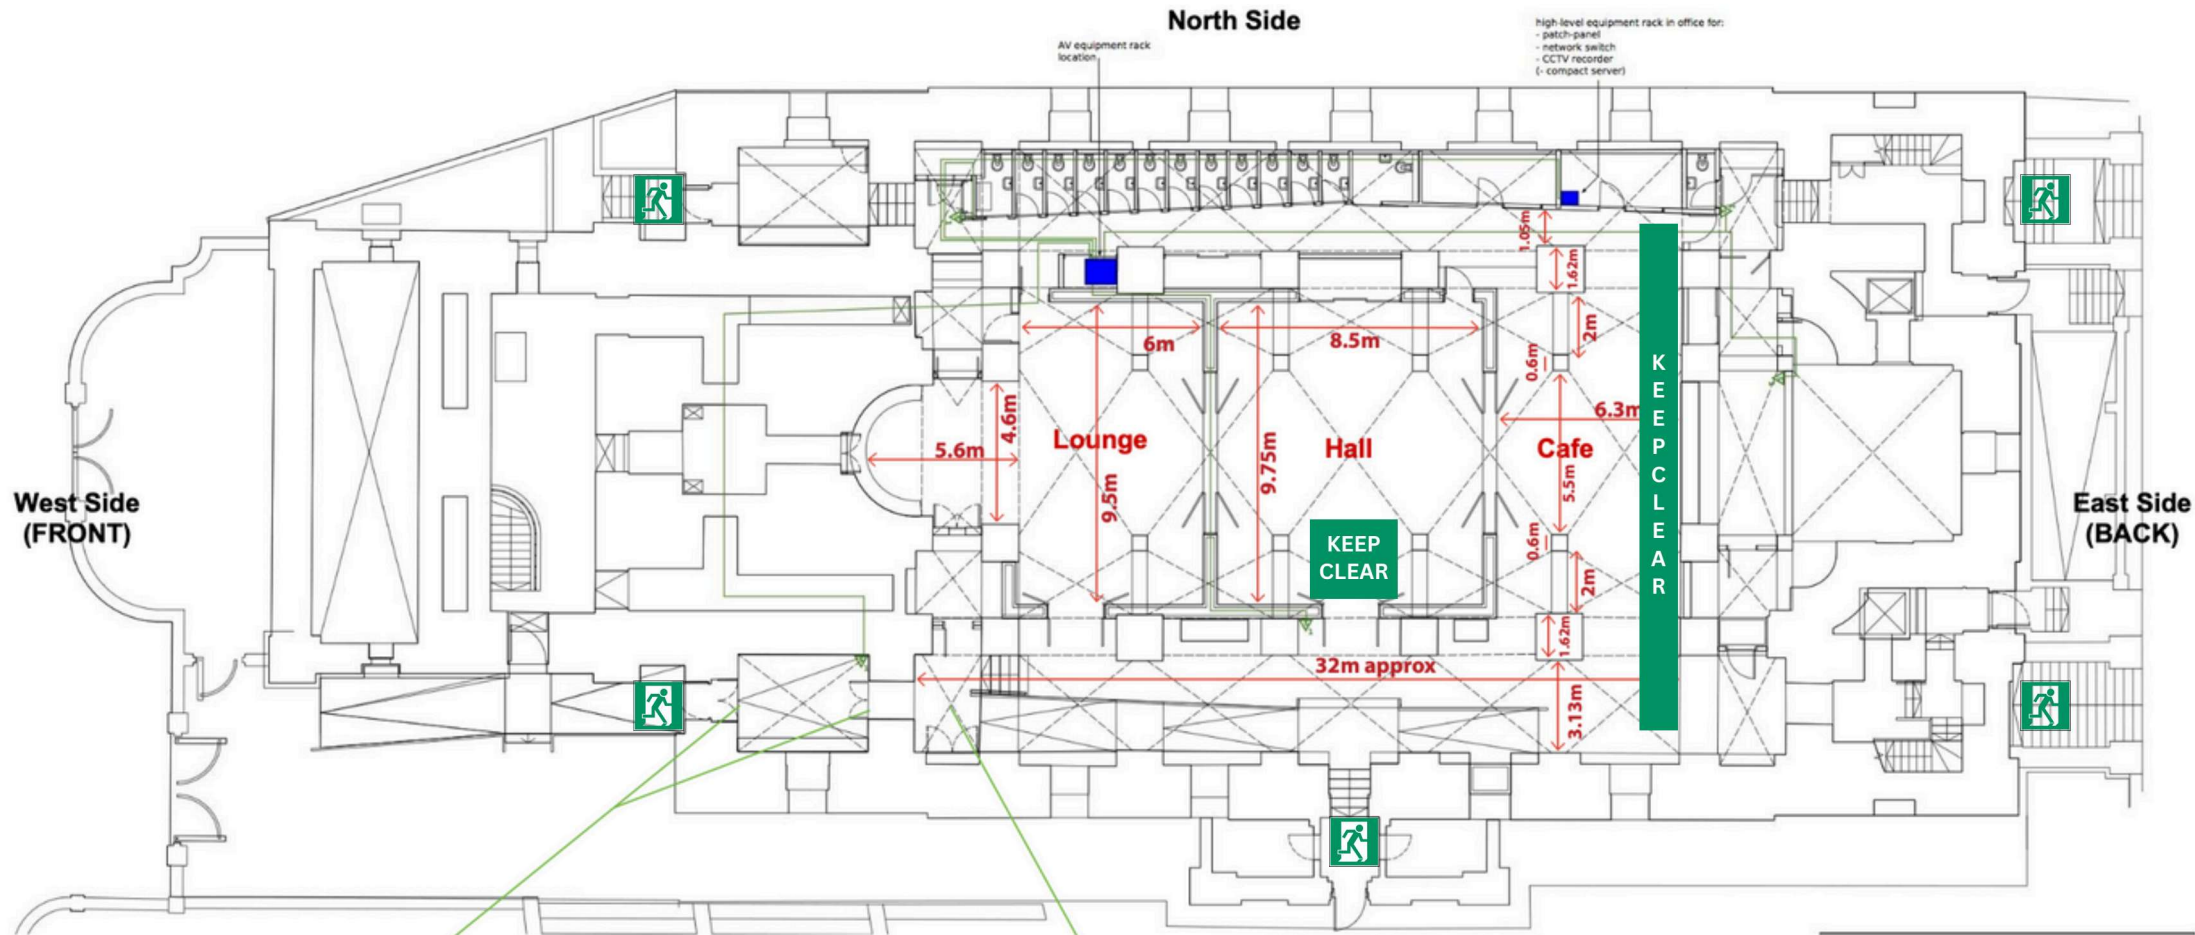 North Side
high-level equipment rack in office for:
- patch-panel
- network switch
- CCTV recorder
(- compact server)
AV equipment rack
location
1.05m
1.62m
2m
6m
8.5m
0.6m
KEEP CLEAR
4.6m
6.3m
Lounge
Hall
Cafe
5.6m
9.75m
5.5m
9.5m
West Side
(FRONT)
East Side
(BACK)
0.6m
KEEP
CLEAR
2m
1.62m
32m approx
3.13m